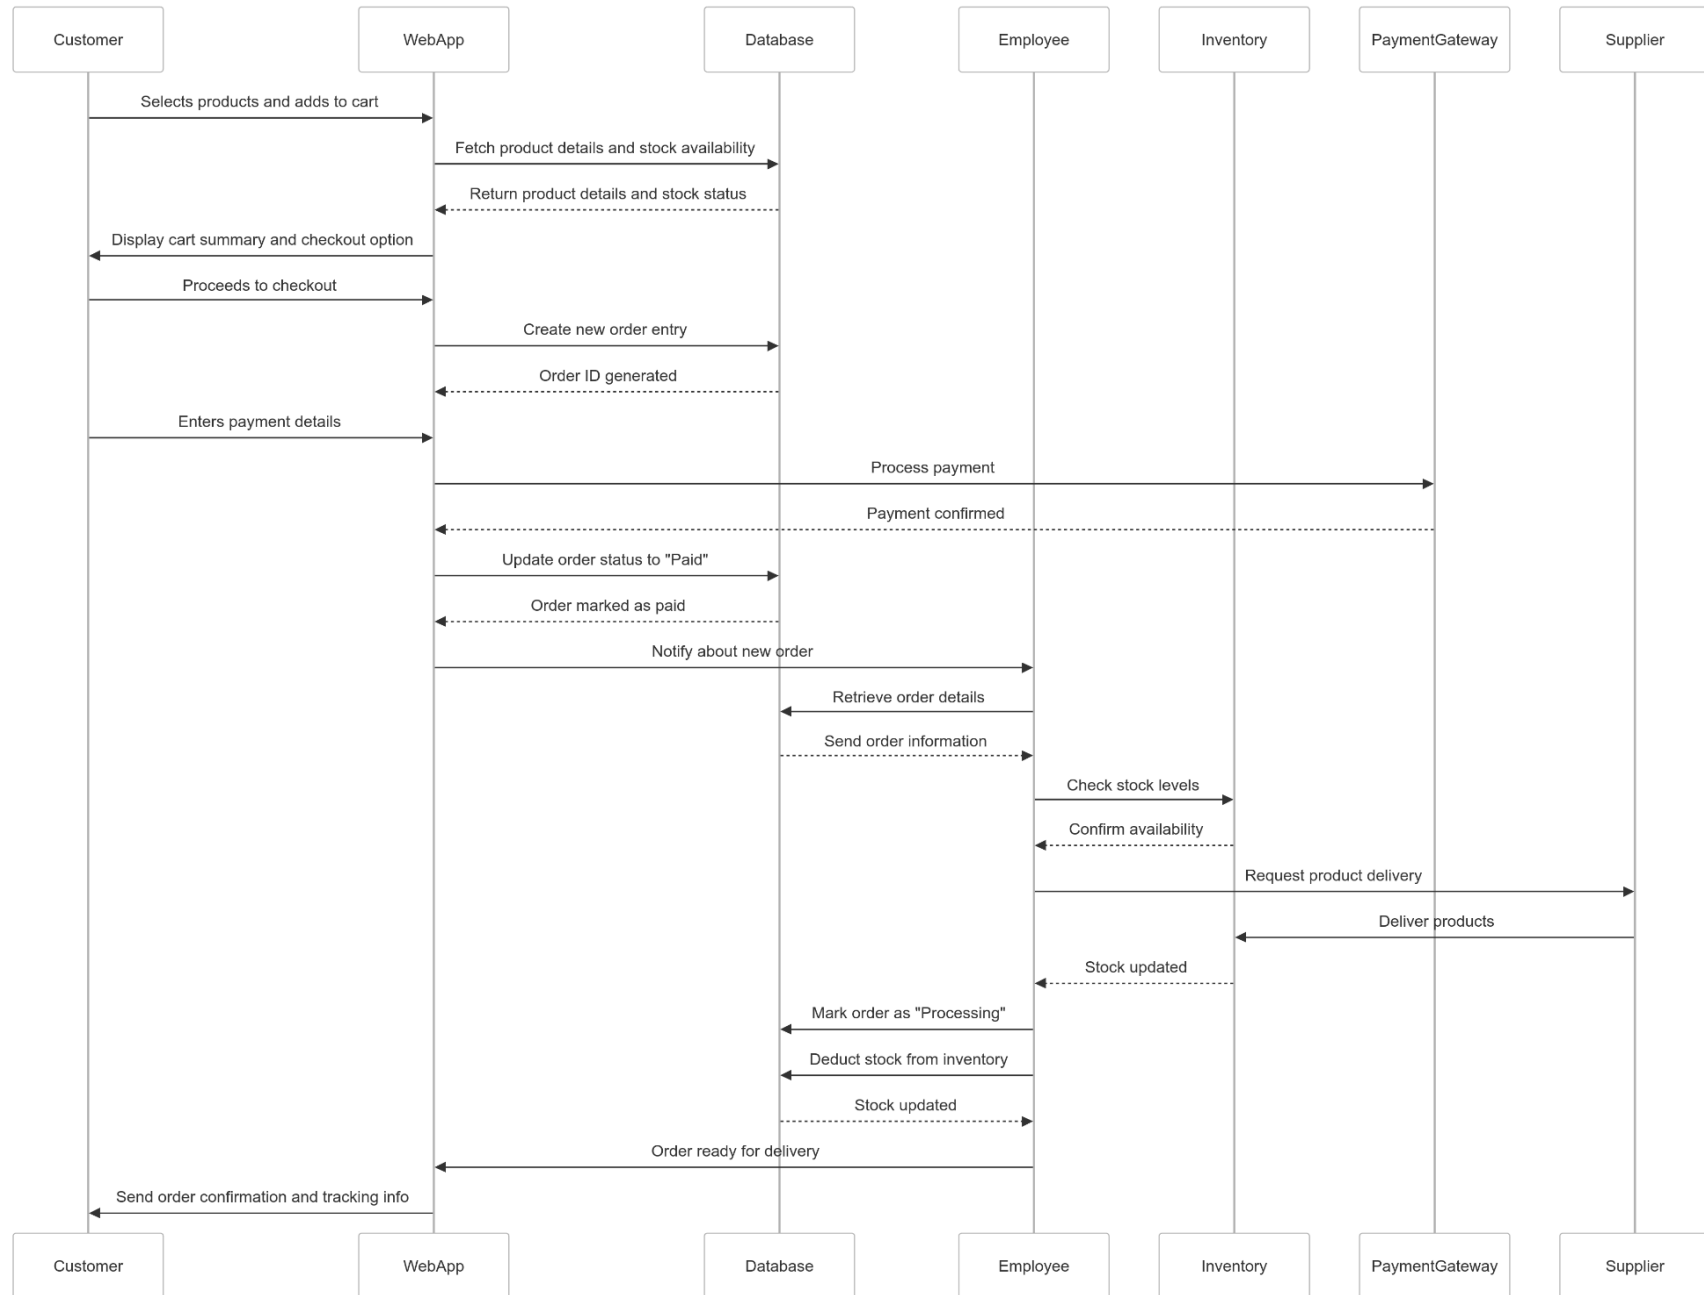 Customer
WebApp
Database
Employee
Inventory
PaymentGateway
Supplier
Selects products and adds to cart
Fetch product details and stock availability
Return product details and stock status
Display cart summary and checkout option
Proceeds to checkout
Create new order entry
Order ID generated
Enters payment details
Process payment
Payment confirmed
Update order status to "Paid"
Order marked as paid
Notify about new order
Retrieve order details
Send order information
Check stock levels
Confirm availability
Request product delivery
Deliver products
Stock updated
Mark order as "Processing"
Deduct stock from inventory
Stock updated
Order ready for delivery
Send order confirmation and tracking info
Customer
WebApp
Database
Employee
Inventory
PaymentGateway
Supplier